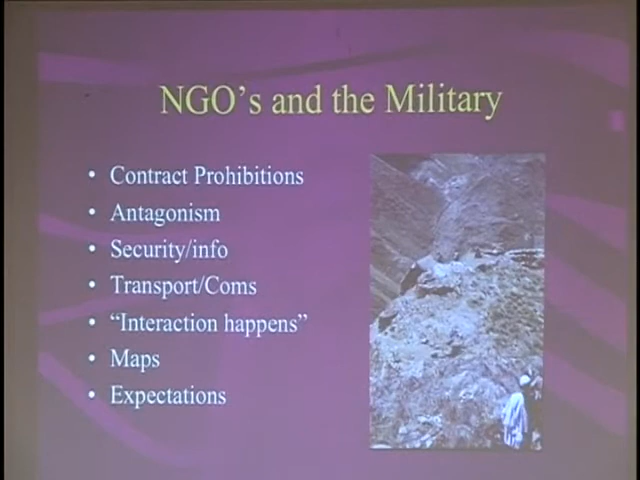 NGO's and the Military
• Contract Prohibitions
• Antagonism
• Security/info
• Transport/Coms
• "Interaction happens"
• Maps
• Expectations